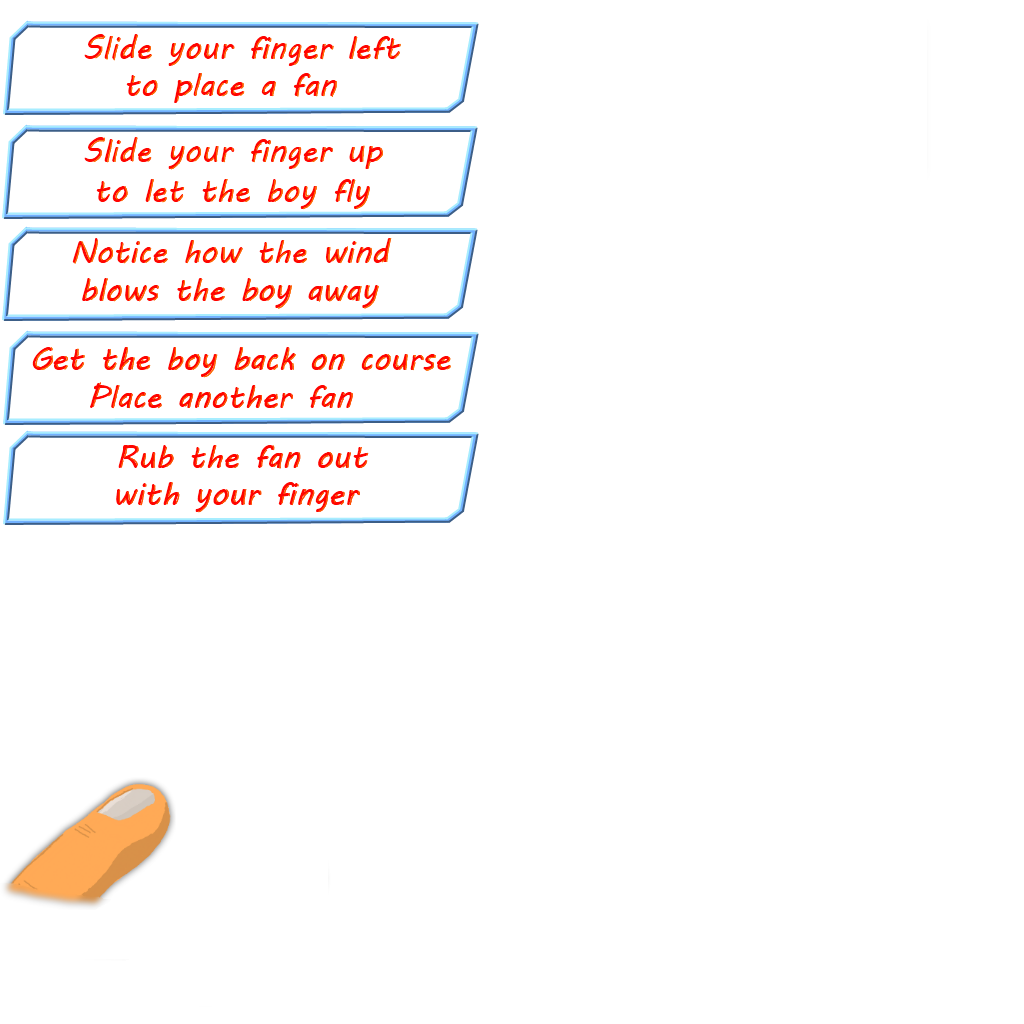 Slide your finger left
to place a fan
Slide your finger up
to let the boy fly
Notice how the wind
blows the boy away
Get the boy back on course
Place another fan
Rub the fan out
with your finger